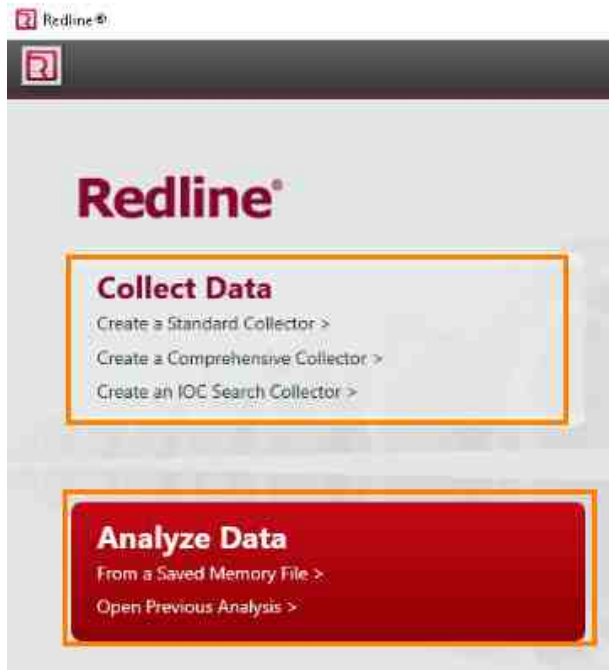 Redline®
Redline®
Collect Data
Create a Standard Collector >
Create a Comprehensive Collector >
Create an IOC Search Collector >
Analyze Data
From a Saved Memory File >
Open Previous Analysis >